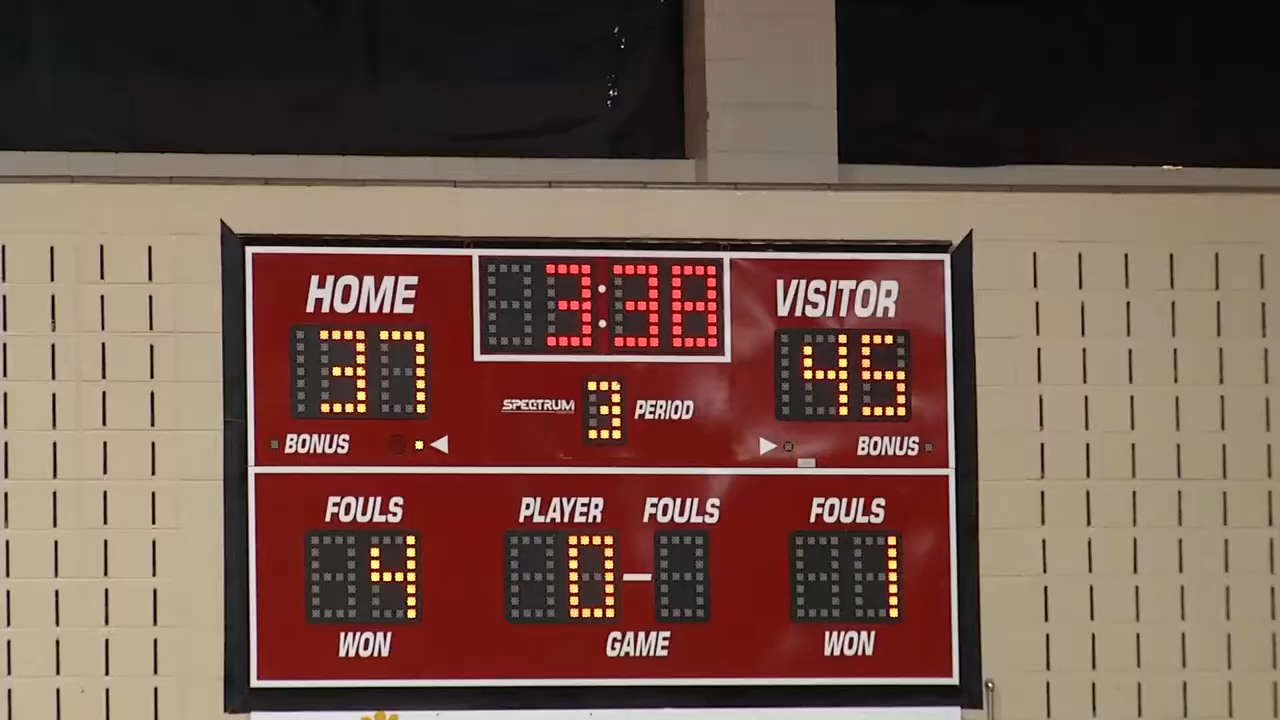 HOME 3:38 VISITOR
37 45
SPECTRUM 3 PERIOD
BONUS BONUS
FOULS PLAYER FOULS FOULS
4 0 – 1
WON GAME WON